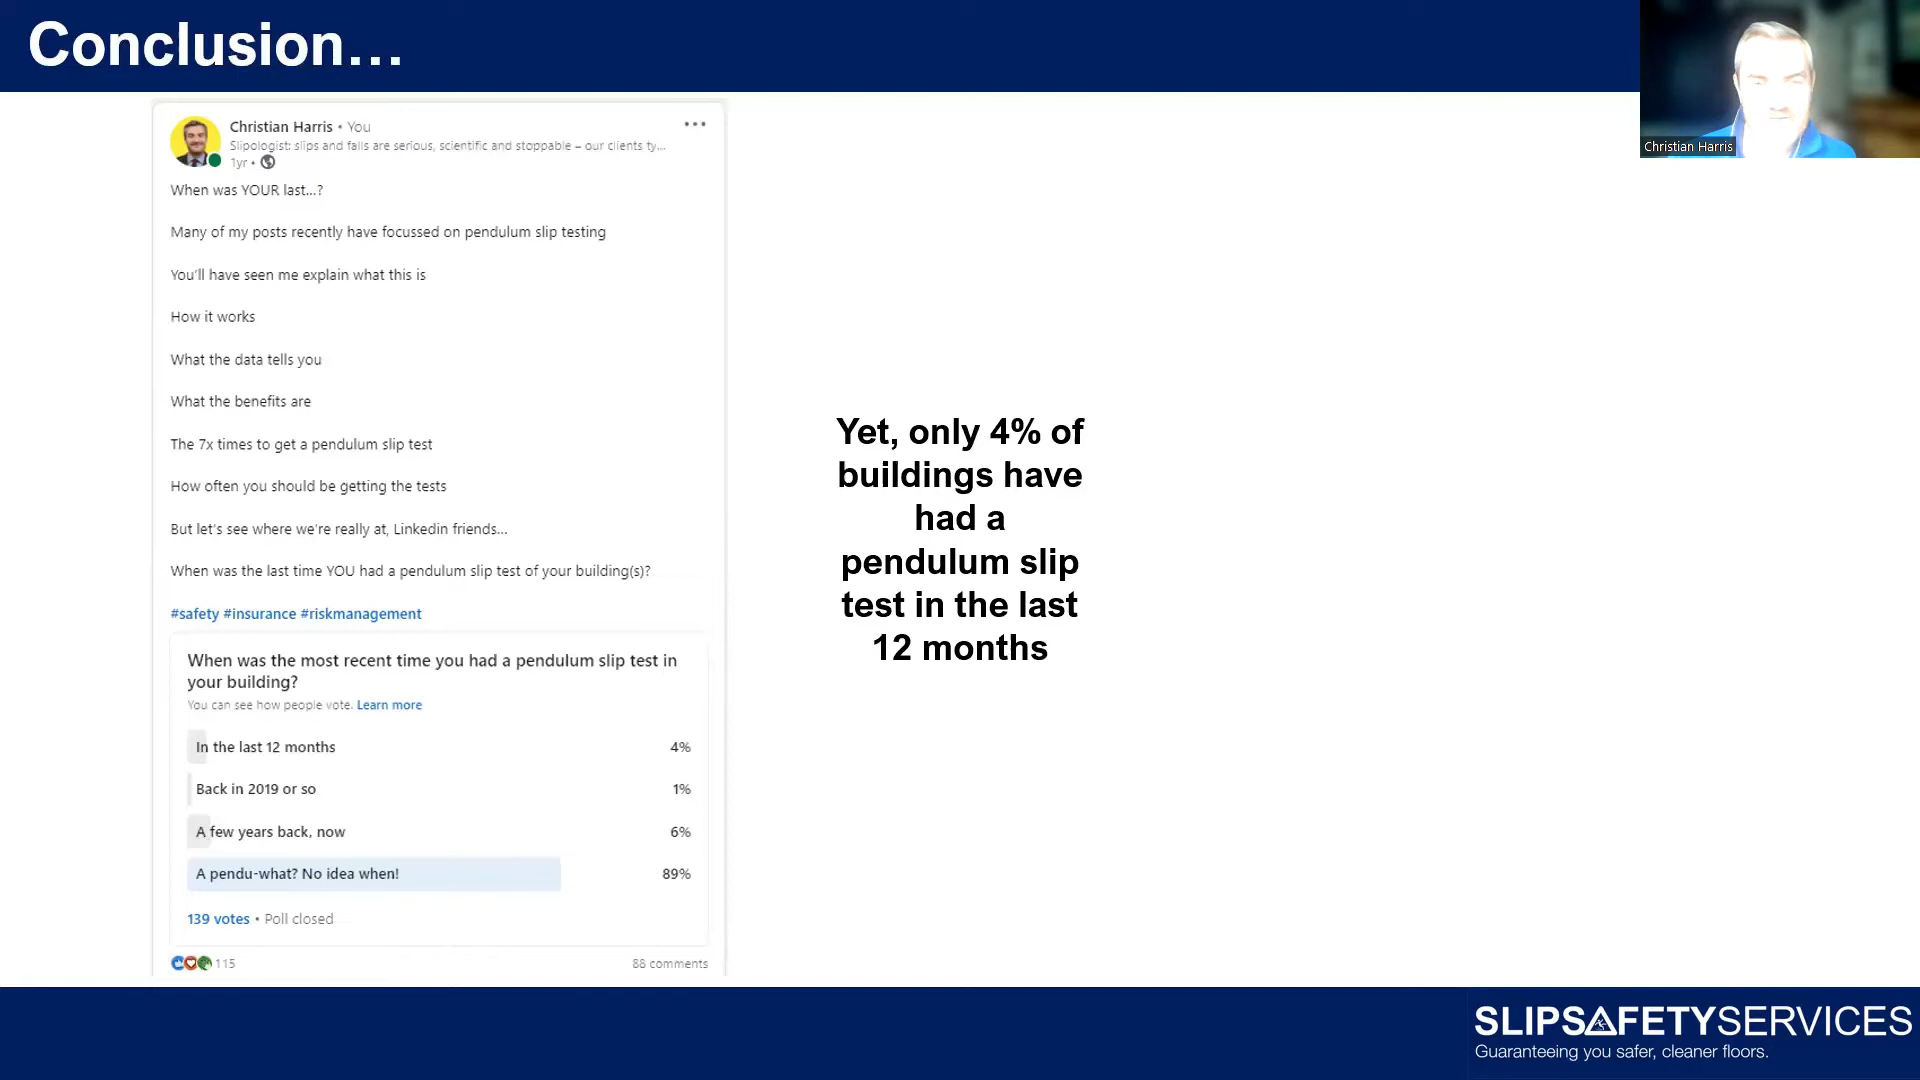 Conclusion...
Christian Harris
Christian Harris • You
Slipologist: slips and falls are serious, scientific and stoppable – our clients ty...
1yr •
When was YOUR last...?
Many of my posts recently have focussed on pendulum slip testing
You'll have seen me explain what this is
How it works
What the data tells you
What the benefits are
The 7x times to get a pendulum slip test
How often you should be getting the tests
But let's see where we're really at, Linkedin friends...
When was the last time YOU had a pendulum slip test of your building(s)?
#safety #insurance #riskmanagement
When was the most recent time you had a pendulum slip test in
your building?
You can see how people vote. Learn more
In the last 12 months 4%
Back in 2019 or so 1%
A few years back, now 6%
A pendu-what? No idea when! 89%
139 votes • Poll closed
115 88 comments
Yet, only 4% of
buildings have
had a
pendulum slip
test in the last
12 months
SLIPSAFETYSERVICES
Guaranteeing you safer, cleaner floors.